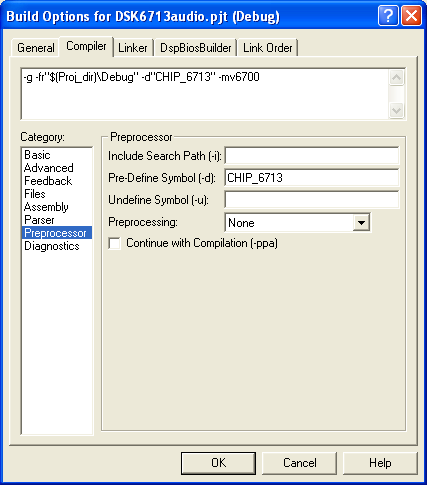 Build Options for DSK6713audio.pjt (Debug)
General Compiler Linker DspBiosBuilder Link Order
-g -fr"$(Proj_dir)\Debug" -d"CHIP_6713" -mv6700
Category:
Basic
Advanced
Feedback
Files
Assembly
Parser
Preprocessor
Diagnostics
Preprocessor
Include Search Path (-i):
Pre-Define Symbol (-d): CHIP_6713
Undefine Symbol (-u):
Preprocessing: None
Continue with Compilation (-ppa)
OK Cancel Help